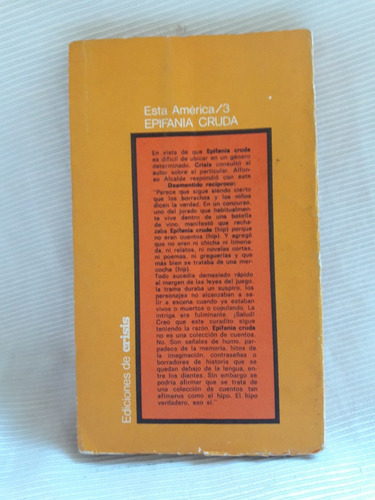 Esta América/3
EPIFANIA CRUDA
En vista de que Epifanía cruda
es difícil de ubicar en un género
determinado, Crisis consultó al
autor sobre el particular. Alfon-
so Alcalde respondió con este
Desmentido recíproco:
"Parece que sigue siendo cierto
que los borrachos y los niños
dicen la verdad. En un concurso,
uno del jurado que habitualmen-
te vive dentro de una botella
de vino, manifestó que recha-
zaba Epifanía cruda (hip) porque
no eran cuentos (hip). Y agregó
que no eran ni chicha ni limona-
da, ni relatos, ni novelas cortas,
ni poemas, ni greguerías y que
más bien se trataba de una mer-
cocha (hip).
Todo sucedía demasiado rápido
al margen de las leyes del juego,
la trama duraba un suspiro, los
personajes no alcanzaban a sa-
lir a escena cuando ya estaban
vivos o muertos o copulando. La
intriga era fulminante. ¡Salud!
Creo que este curadito sigue
teniendo la razón. Epifanía cruda
no es una colección de cuentos.
No. Son señales de humo, par-
padeos de la memoria, hitos de
la imaginación, contraseñas o
borradores de historia que se
quedan debajo de la lengua, en-
tre los dientes. Sin embargo se
podría afirmar que se trata de
una colección de cuentos tan
efímeros como el hipo. El hipo
verdadero, eso sí."
Ediciones de crisis